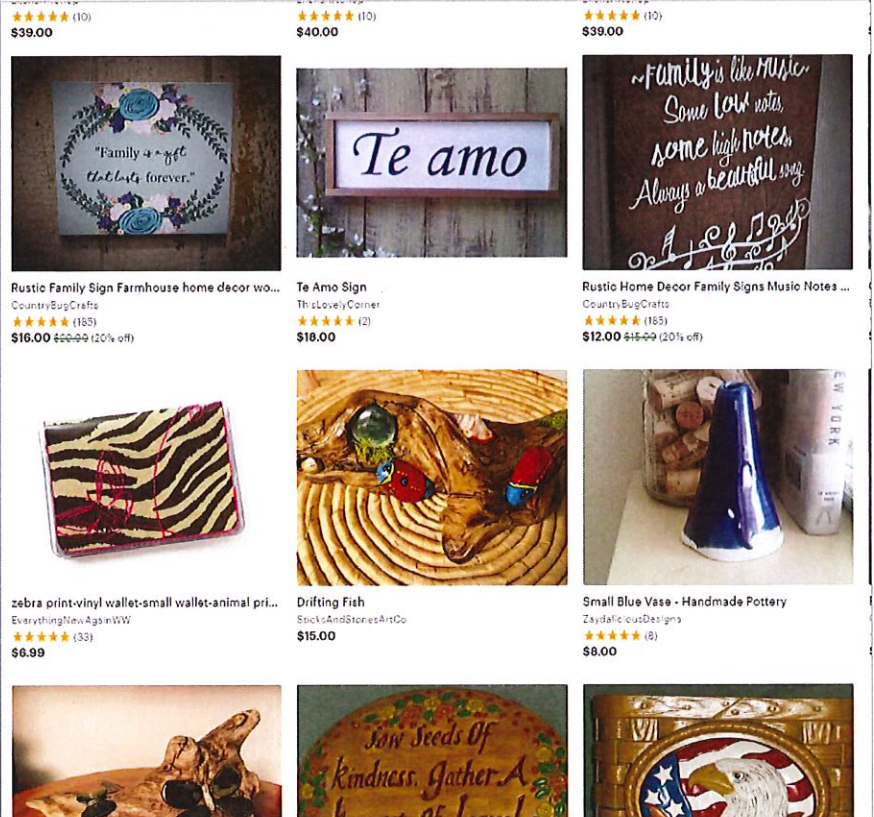 (10)
$39.00
(10)
$40.00
(10)
$39.00
"Family is a gift
that lasts forever."
Te amo
~Family is like Music~
Some low notes,
some high notes,
Always a beautiful song.
Rustic Family Sign Farmhouse home decor wo...
CountryBugCrafts
(185)
$16.00 $20.00 (20% off)
Te Amo Sign
ThisLovelyCorner
(2)
$18.00
Rustic Home Decor Family Signs Music Notes ...
CountryBugCrafts
(185)
$12.00 $15.00 (20% off)
EW YORK
zebra print-vinyl wallet-small wallet-animal pri...
EverythingNewAgainWW
(33)
$6.99
Drifting Fish
SticksAndStonesArtCo
$15.00
Small Blue Vase - Handmade Pottery
ZaydaliciousDesigns
(8)
$8.00
Sow Seeds Of
kindness. Gather A